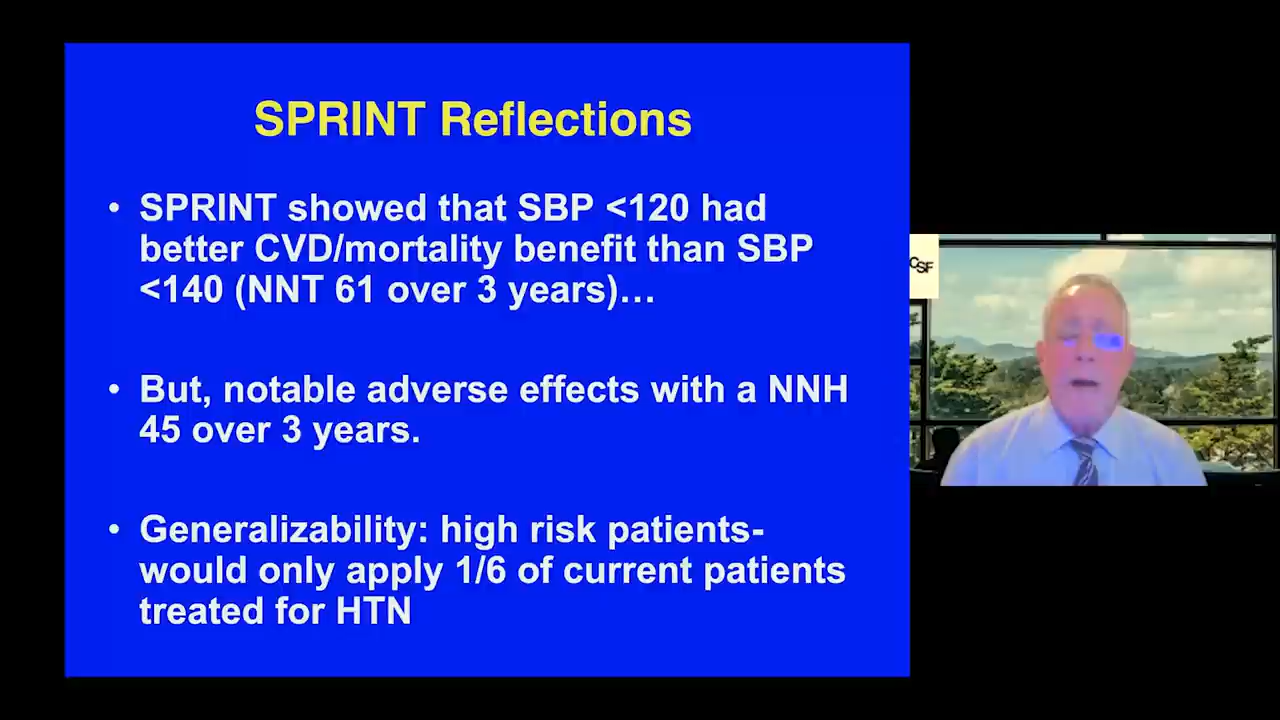 SPRINT Reflections
• SPRINT showed that SBP <120 had
better CVD/mortality benefit than SBP
<140 (NNT 61 over 3 years)…
• But, notable adverse effects with a NNH
45 over 3 years.
• Generalizability: high risk patients-
would only apply 1/6 of current patients
treated for HTN
CSF